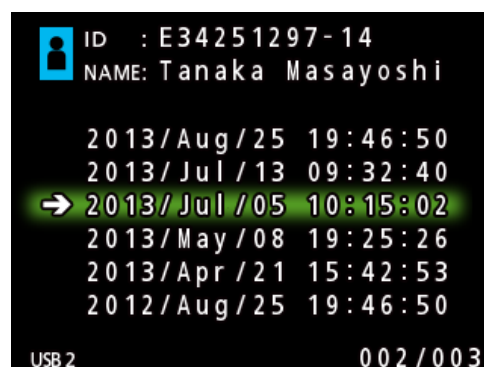 ID : E34251297-14
NAME: Tanaka Masayoshi
2013/Aug/25 19:46:50
2013/Jul/13 09:32:40
2013/Jul/05 10:15:02
2013/May/08 19:25:26
2013/Apr/21 15:42:53
2012/Aug/25 19:46:50
USB 2 002/003